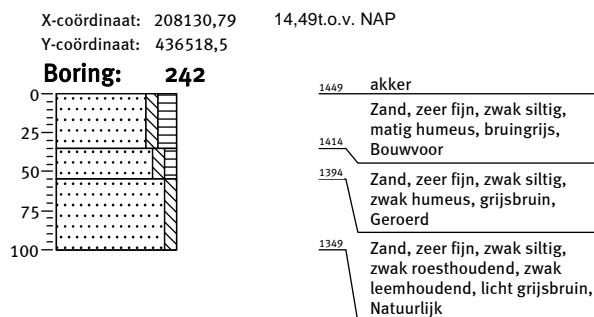 X-coördinaat: 208130,79 14,49t.o.v. NAP
Y-coördinaat: 436518,5
Boring: 242
0
25
50
75
100
1449 akker
Zand, zeer fijn, zwak siltig,
matig humeus, bruingrijs,
Bouwvoor
1414
1394
Zand, zeer fijn, zwak siltig,
zwak humeus, grijsbruin,
Geroerd
1349
Zand, zeer fijn, zwak siltig,
zwak roesthoudend, zwak
leemhoudend, licht grijsbruin,
Natuurlijk